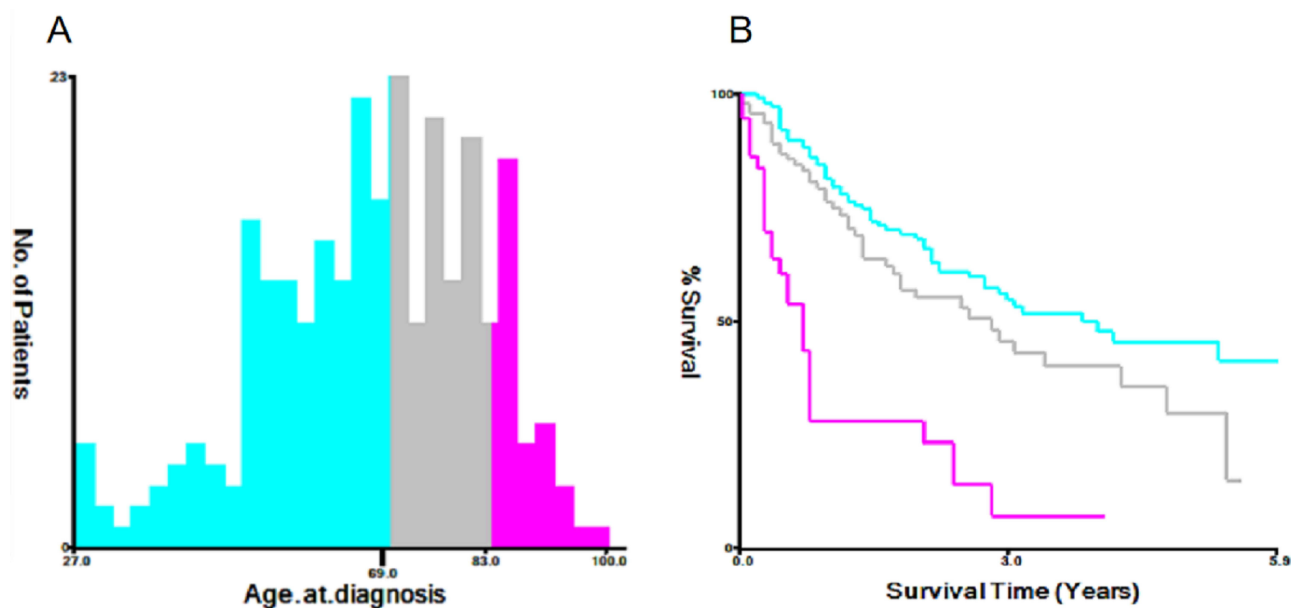 A
23
No. of Patients
0
27.0
69.0
83.0
100.0
Age.at.diagnosis
B
100
% Survival
50
0
0.0
3.0
5.9
Survival Time (Years)